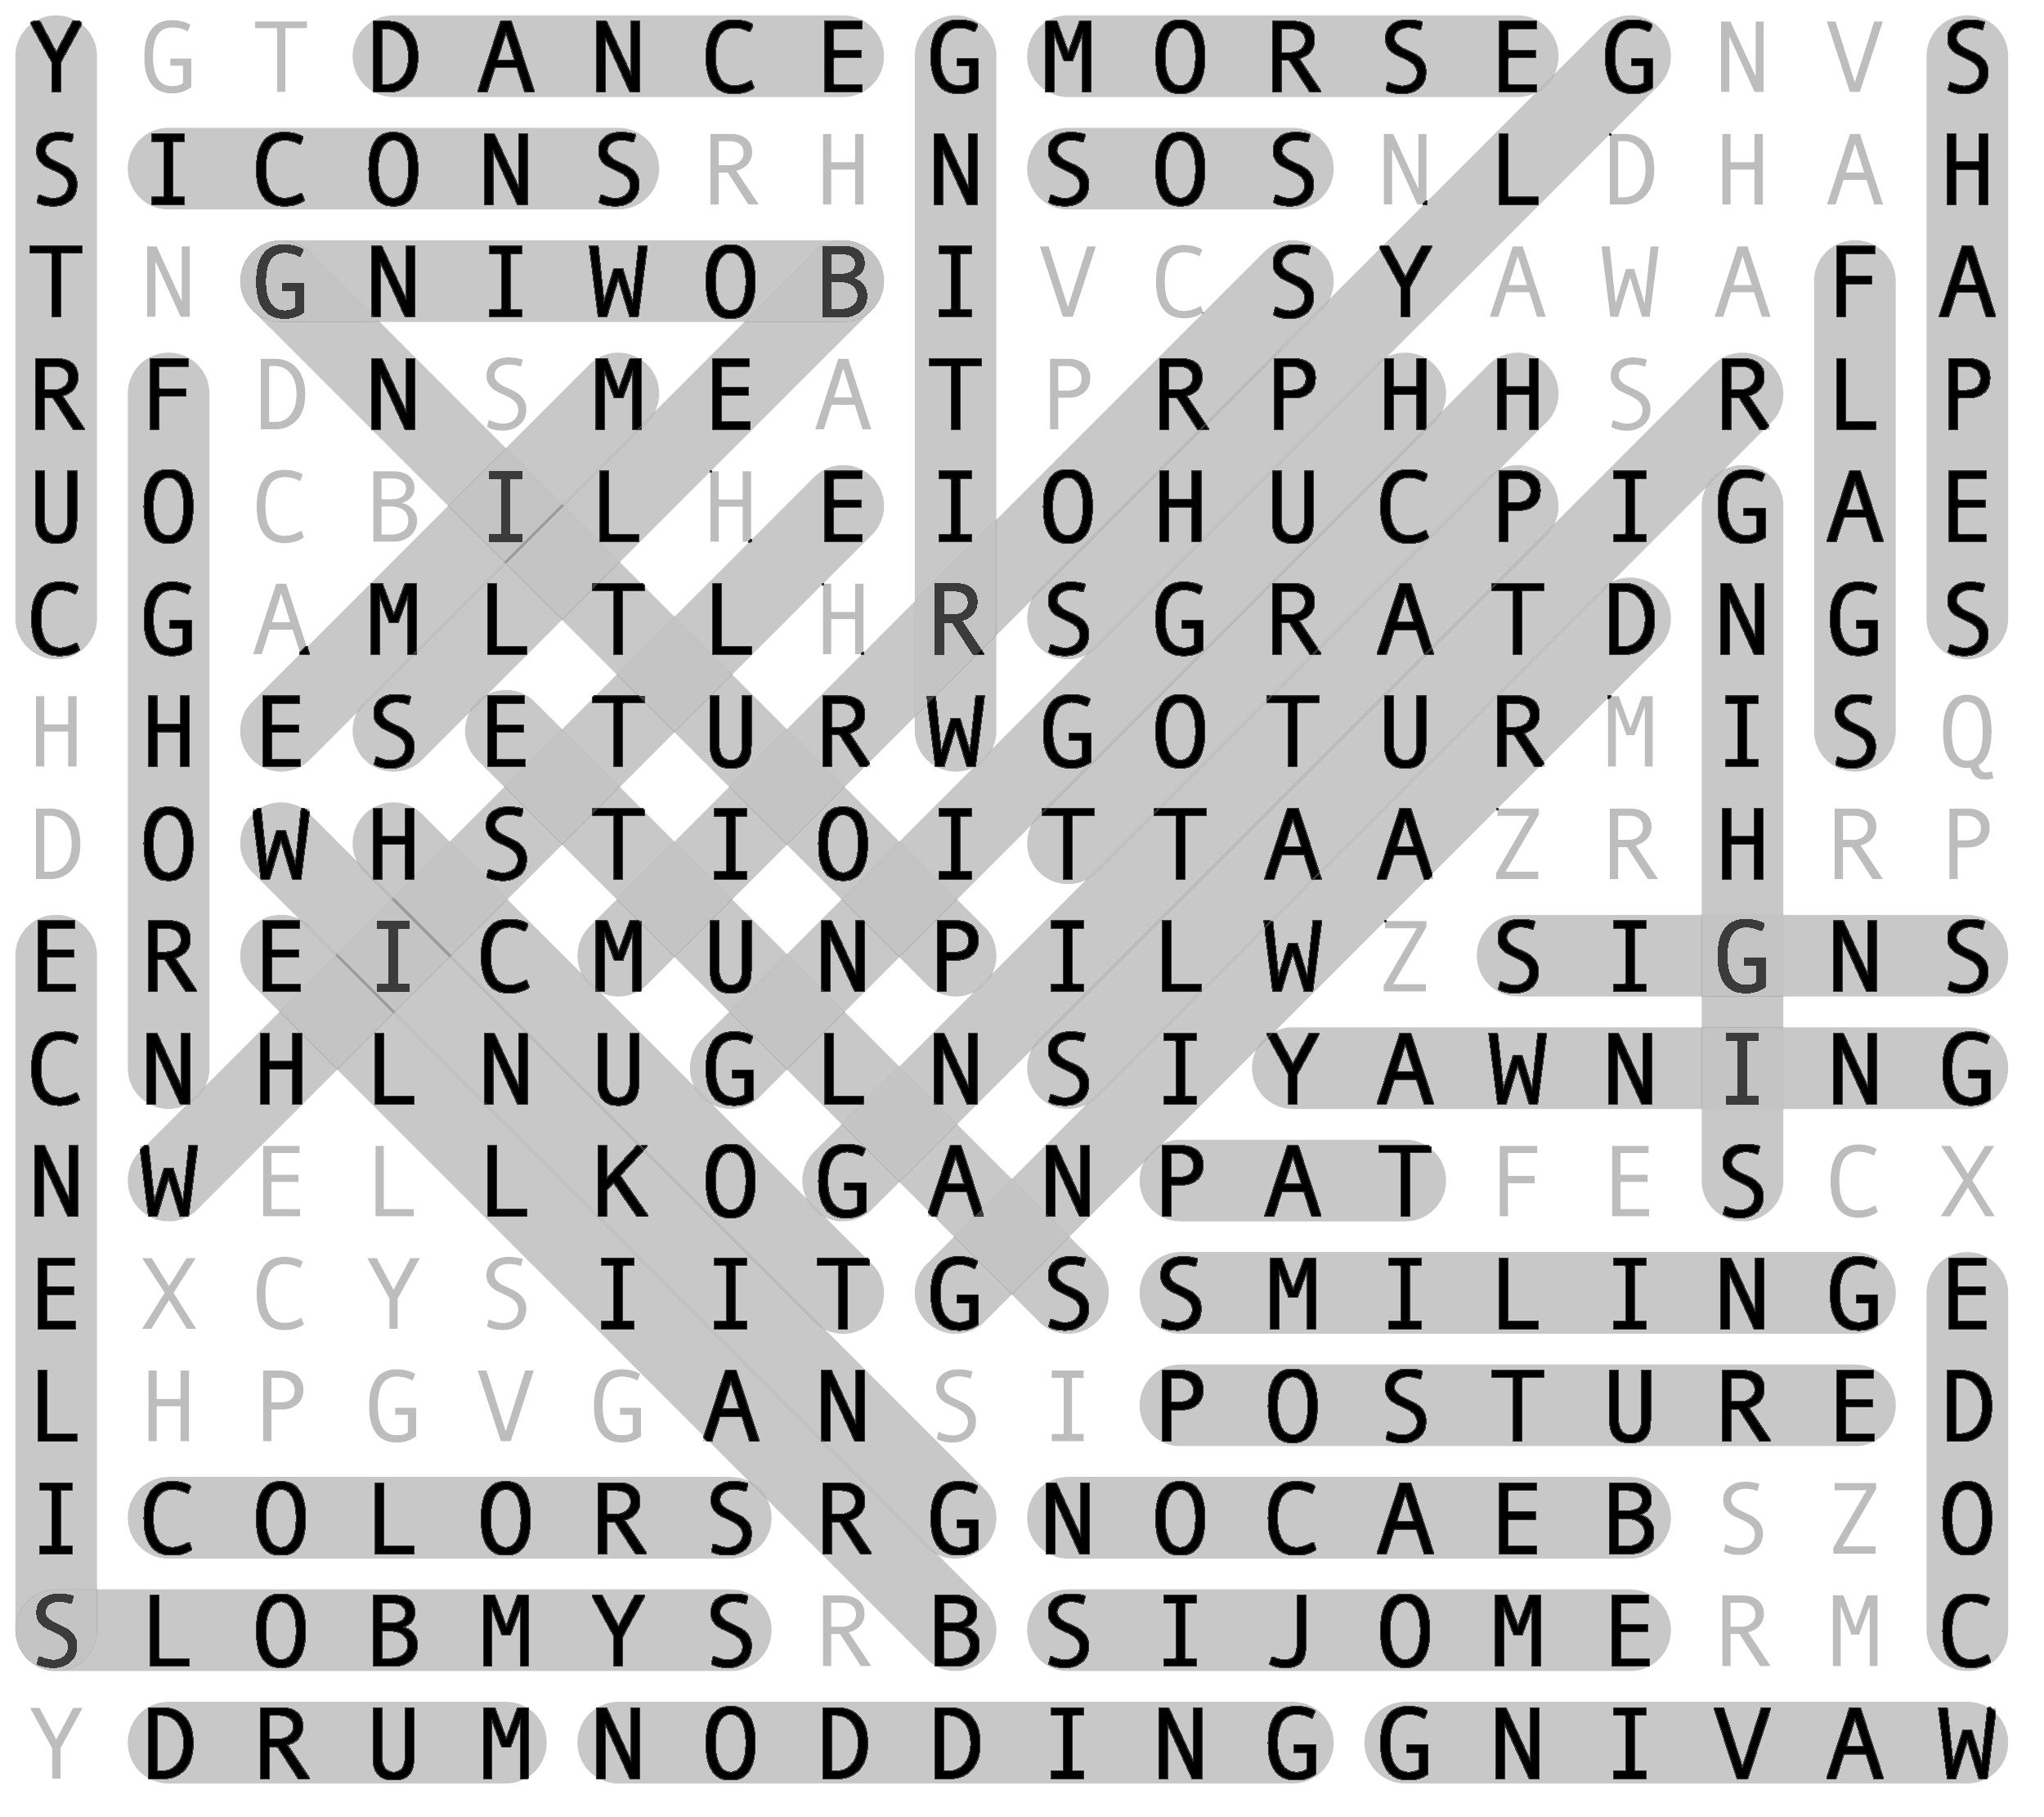 Y G T D A N C E G M O R S E G N V S
S I C O N S R H N S O S N L D H A H
T N G N I W O B I V C S Y A W A F A
R F D N S M E A T P R P H H S R L P
U O C B I L H E I O H U C P I G A E
C G A M L T L H R S G R A T D N G S
H H E S E T U R W G O T U R M I S Q
D O W H S T I O I T T A A Z R H R P
E R E I C M U N P I L W Z S I G N S
C N H L N U G L N S I Y A W N I N G
N W E L L K O G A N P A T F E S C X
E X C Y S I I T G S S M I L I N G E
L H P G V G A N S I P O S T U R E D
I C O L O R S R G N O C A E B S Z O
S L O B M Y S R B S I J O M E R M C
Y D R U M N O D D I N G G N I V A W